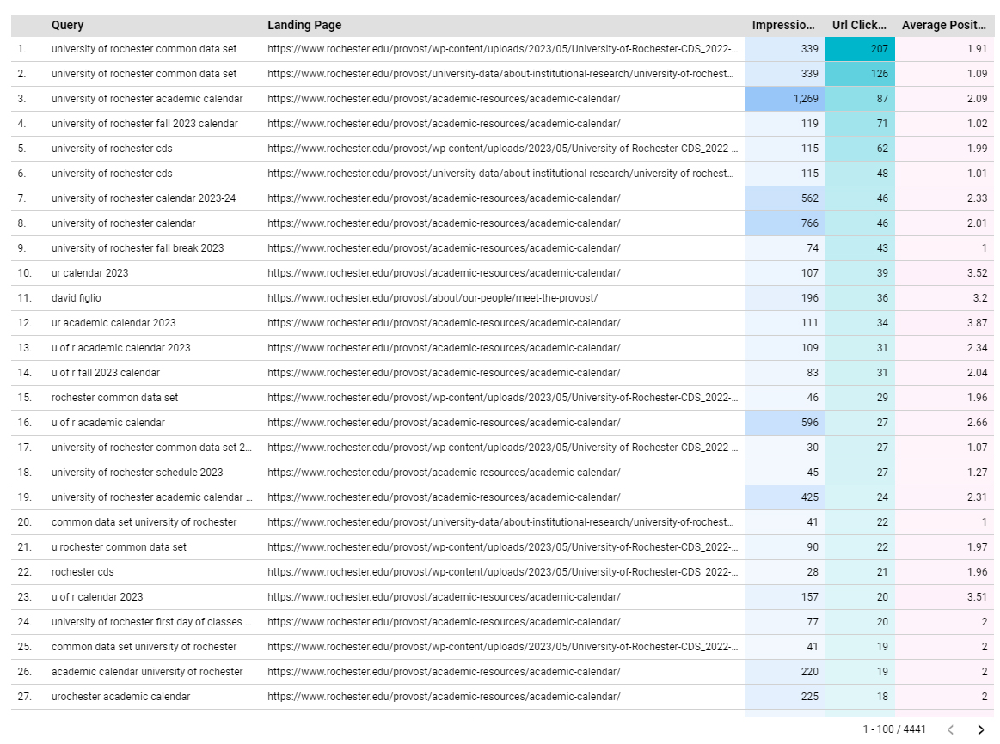 Query Landing Page Impressio... Url Click... Average Posit...
1. university of rochester common data set https://www.rochester.edu/provost/wp-content/uploads/2023/05/University-of-Rochester-CDS_2022-... 339 207 1.91
2. university of rochester common data set https://www.rochester.edu/provost/university-data/about-institutional-research/university-of-rochest... 339 126 1.09
3. university of rochester academic calendar https://www.rochester.edu/provost/academic-resources/academic-calendar/ 1,269 87 2.09
4. university of rochester fall 2023 calendar https://www.rochester.edu/provost/academic-resources/academic-calendar/ 119 71 1.02
5. university of rochester cds https://www.rochester.edu/provost/wp-content/uploads/2023/05/University-of-Rochester-CDS_2022-... 115 62 1.99
6. university of rochester cds https://www.rochester.edu/provost/university-data/about-institutional-research/university-of-rochest... 115 48 1.01
7. university of rochester calendar 2023-24 https://www.rochester.edu/provost/academic-resources/academic-calendar/ 562 46 2.33
8. university of rochester calendar https://www.rochester.edu/provost/academic-resources/academic-calendar/ 766 46 2.01
9. university of rochester fall break 2023 https://www.rochester.edu/provost/academic-resources/academic-calendar/ 74 43 1
10. ur calendar 2023 https://www.rochester.edu/provost/academic-resources/academic-calendar/ 107 39 3.52
11. david figlio https://www.rochester.edu/provost/about/our-people/meet-the-provost/ 196 36 3.2
12. ur academic calendar 2023 https://www.rochester.edu/provost/academic-resources/academic-calendar/ 111 34 3.87
13. u of r academic calendar 2023 https://www.rochester.edu/provost/academic-resources/academic-calendar/ 109 31 2.34
14. u of r fall 2023 calendar https://www.rochester.edu/provost/academic-resources/academic-calendar/ 83 31 2.04
15. rochester common data set https://www.rochester.edu/provost/wp-content/uploads/2023/05/University-of-Rochester-CDS_2022-... 46 29 1.96
16. u of r academic calendar https://www.rochester.edu/provost/academic-resources/academic-calendar/ 596 27 2.66
17. university of rochester common data set 2... https://www.rochester.edu/provost/wp-content/uploads/2023/05/University-of-Rochester-CDS_2022-... 30 27 1.07
18. university of rochester schedule 2023 https://www.rochester.edu/provost/academic-resources/academic-calendar/ 45 27 1.27
19. university of rochester academic calendar ... https://www.rochester.edu/provost/academic-resources/academic-calendar/ 425 24 2.31
20. common data set university of rochester https://www.rochester.edu/provost/university-data/about-institutional-research/university-of-rochest... 41 22 1
21. u rochester common data set https://www.rochester.edu/provost/wp-content/uploads/2023/05/University-of-Rochester-CDS_2022-... 90 22 1.97
22. rochester cds https://www.rochester.edu/provost/wp-content/uploads/2023/05/University-of-Rochester-CDS_2022-... 28 21 1.96
23. u of r calendar 2023 https://www.rochester.edu/provost/academic-resources/academic-calendar/ 157 20 3.51
24. university of rochester first day of classes ... https://www.rochester.edu/provost/academic-resources/academic-calendar/ 77 20 2
25. common data set university of rochester https://www.rochester.edu/provost/wp-content/uploads/2023/05/University-of-Rochester-CDS_2022-... 41 19 2
26. academic calendar university of rochester https://www.rochester.edu/provost/academic-resources/academic-calendar/ 220 19 2
27. urochester academic calendar https://www.rochester.edu/provost/academic-resources/academic-calendar/ 225 18 2
1 - 100 / 4441